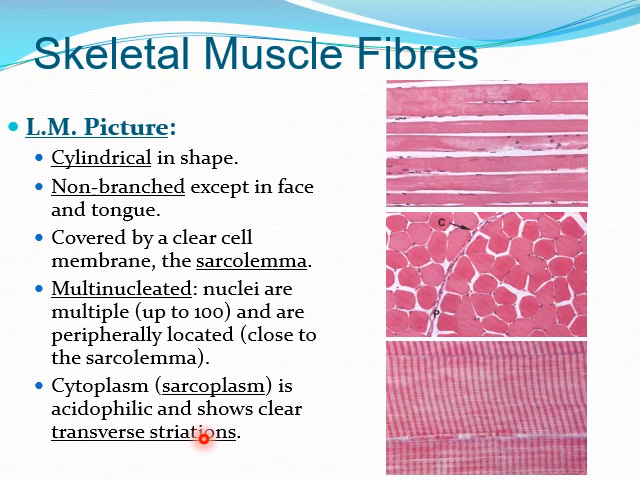 Skeletal Muscle Fibres
L.M. Picture:
Cylindrical in shape.
Non-branched except in face
and tongue.
Covered by a clear cell
membrane, the sarcolemma.
Multinucleated: nuclei are
multiple (up to 100) and are
peripherally located (close to
the sarcolemma).
Cytoplasm (sarcoplasm) is
acidophilic and shows clear
transverse striations.
C
P